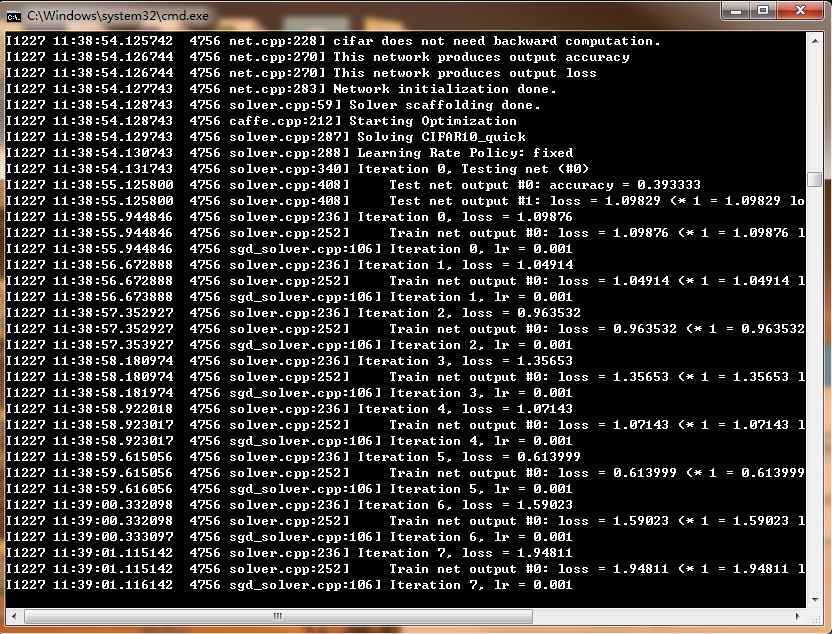 C:\Windows\system32\cmd.exe
I1227 11:38:54.125742  4756 net.cpp:228] cifar does not need backward computation.
I1227 11:38:54.126744  4756 net.cpp:270] This network produces output accuracy
I1227 11:38:54.126744  4756 net.cpp:270] This network produces output loss
I1227 11:38:54.127743  4756 net.cpp:283] Network initialization done.
I1227 11:38:54.128743  4756 solver.cpp:59] Solver scaffolding done.
I1227 11:38:54.128743  4756 caffe.cpp:212] Starting Optimization
I1227 11:38:54.129743  4756 solver.cpp:287] Solving CIFAR10_quick
I1227 11:38:54.130743  4756 solver.cpp:288] Learning Rate Policy: fixed
I1227 11:38:54.131743  4756 solver.cpp:340] Iteration 0, Testing net (#0)
I1227 11:38:55.125800  4756 solver.cpp:408]     Test net output #0: accuracy = 0.393333
I1227 11:38:55.125800  4756 solver.cpp:408]     Test net output #1: loss = 1.09829 (* 1 = 1.09829 lo
I1227 11:38:55.944846  4756 solver.cpp:236] Iteration 0, loss = 1.09876
I1227 11:38:55.944846  4756 solver.cpp:252]     Train net output #0: loss = 1.09876 (* 1 = 1.09876 l
I1227 11:38:55.944846  4756 sgd_solver.cpp:106] Iteration 0, lr = 0.001
I1227 11:38:56.672888  4756 solver.cpp:236] Iteration 1, loss = 1.04914
I1227 11:38:56.672888  4756 solver.cpp:252]     Train net output #0: loss = 1.04914 (* 1 = 1.04914 l
I1227 11:38:56.673888  4756 sgd_solver.cpp:106] Iteration 1, lr = 0.001
I1227 11:38:57.352927  4756 solver.cpp:236] Iteration 2, loss = 0.963532
I1227 11:38:57.352927  4756 solver.cpp:252]     Train net output #0: loss = 0.963532 (* 1 = 0.963532
I1227 11:38:57.353927  4756 sgd_solver.cpp:106] Iteration 2, lr = 0.001
I1227 11:38:58.180974  4756 solver.cpp:236] Iteration 3, loss = 1.35653
I1227 11:38:58.180974  4756 solver.cpp:252]     Train net output #0: loss = 1.35653 (* 1 = 1.35653 l
I1227 11:38:58.181974  4756 sgd_solver.cpp:106] Iteration 3, lr = 0.001
I1227 11:38:58.922018  4756 solver.cpp:236] Iteration 4, loss = 1.07143
I1227 11:38:58.923017  4756 solver.cpp:252]     Train net output #0: loss = 1.07143 (* 1 = 1.07143 l
I1227 11:38:58.923017  4756 sgd_solver.cpp:106] Iteration 4, lr = 0.001
I1227 11:38:59.615056  4756 solver.cpp:236] Iteration 5, loss = 0.613999
I1227 11:38:59.615056  4756 solver.cpp:252]     Train net output #0: loss = 0.613999 (* 1 = 0.613999
I1227 11:38:59.616056  4756 sgd_solver.cpp:106] Iteration 5, lr = 0.001
I1227 11:39:00.332098  4756 solver.cpp:236] Iteration 6, loss = 1.59023
I1227 11:39:00.332098  4756 solver.cpp:252]     Train net output #0: loss = 1.59023 (* 1 = 1.59023 l
I1227 11:39:00.333097  4756 sgd_solver.cpp:106] Iteration 6, lr = 0.001
I1227 11:39:01.115142  4756 solver.cpp:236] Iteration 7, loss = 1.94811
I1227 11:39:01.115142  4756 solver.cpp:252]     Train net output #0: loss = 1.94811 (* 1 = 1.94811 l
I1227 11:39:01.116142  4756 sgd_solver.cpp:106] Iteration 7, lr = 0.001